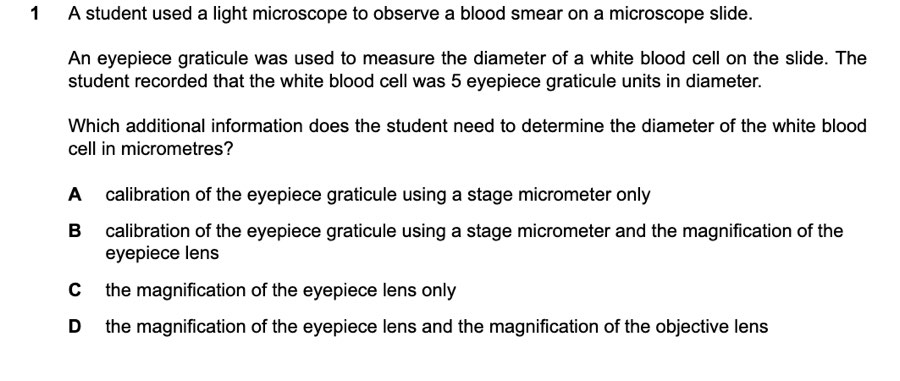 1 A student used a light microscope to observe a blood smear on a microscope slide.
An eyepiece graticule was used to measure the diameter of a white blood cell on the slide. The
student recorded that the white blood cell was 5 eyepiece graticule units in diameter.
Which additional information does the student need to determine the diameter of the white blood
cell in micrometres?
A calibration of the eyepiece graticule using a stage micrometer only
B calibration of the eyepiece graticule using a stage micrometer and the magnification of the
eyepiece lens
C the magnification of the eyepiece lens only
D the magnification of the eyepiece lens and the magnification of the objective lens